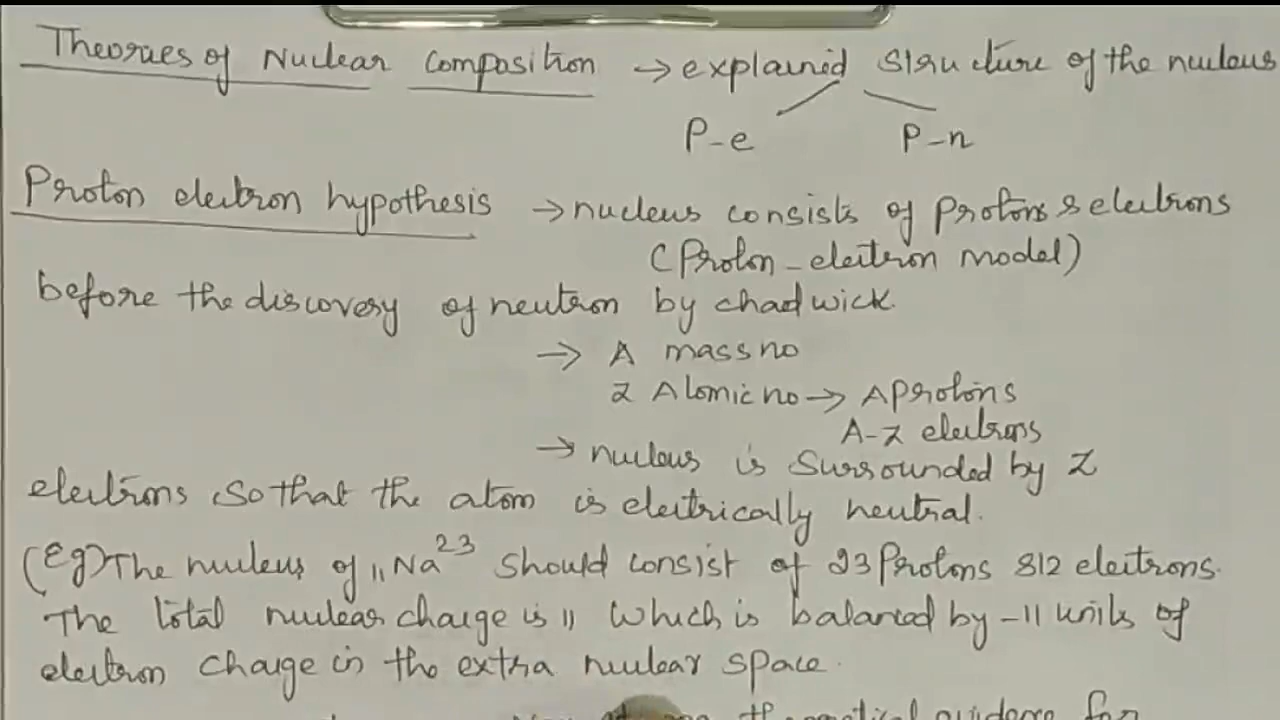 Theories of Nuclear Composition → explained structure of the nucleus
P-e P-n
Proton electron hypothesis → nucleus consists of protons & electrons
(Proton-electron model)
before the discovery of neutron by chadwick.
→ A mass no
Z Atomic no → A protons
A-Z electrons
→ nucleus is surrounded by Z
electrons so that the atom is electrically neutral.
(Eg) The nucleus of ₁₁Na²³ should consist of 23 Protons & 12 electrons.
The total nuclear charge is 11 which is balanced by -11 units of
electron charge in the extra nuclear space.
evidence for